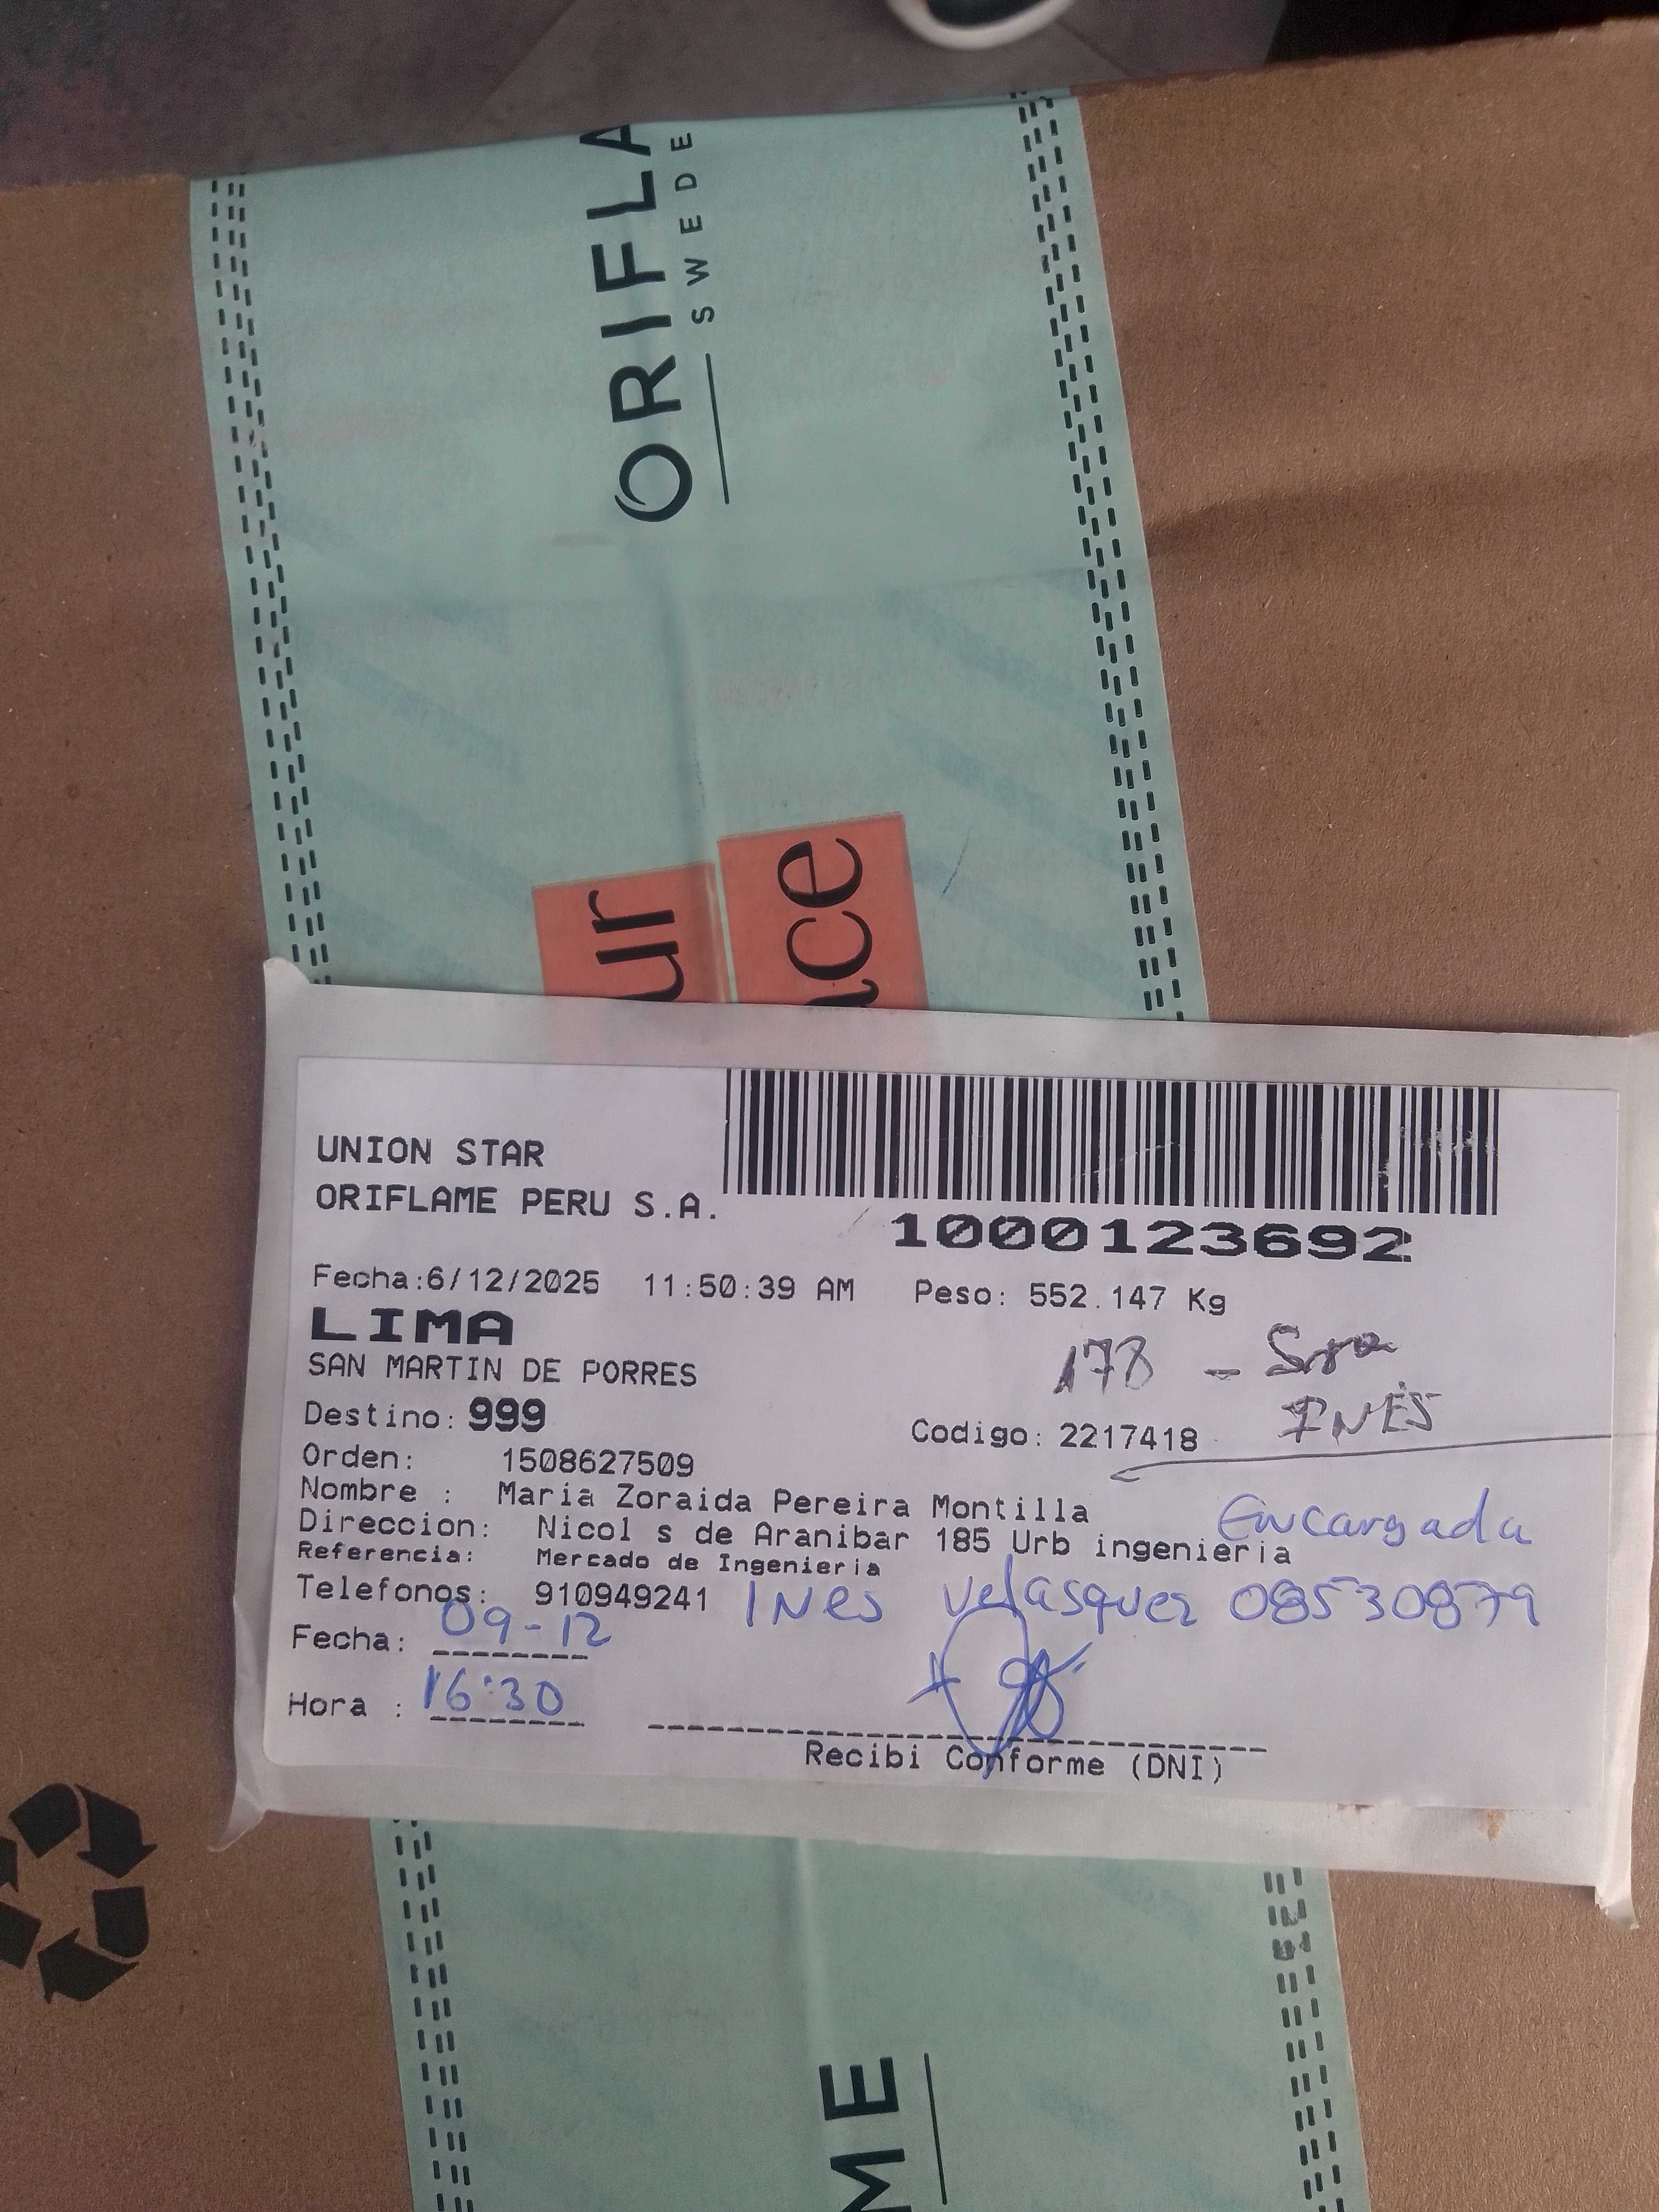 ORIFLA
SWEDE
ur
ace
UNION STAR
ORIFLAME PERU S.A.
1000123692
Fecha:6/12/2025 11:50:39 AM Peso: 552.147 Kg
LIMA
178 - Sra
SAN MARTIN DE PORRES
INÉS
Destino: 999
Codigo: 2217418
Orden: 1508627509
Nombre : Maria Zoraida Pereira Montilla
Encargada
Direccion: Nicol s de Aranibar 185 Urb ingenieria
Referencia: Mercado de Ingenieria
Telefonos: 910949241 INes Velasquez 08530879
Fecha: 09-12
Hora : 16:30
Recibi Conforme (DNI)
ME